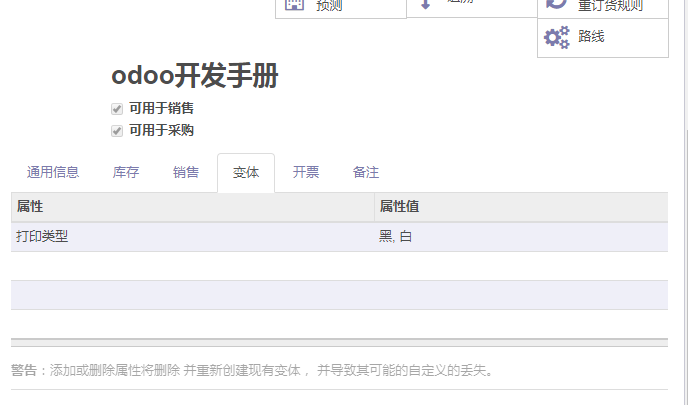 预测
重订货规则
路线
odoo开发手册
可用于销售
可用于采购
通用信息 库存 销售 变体 开票 备注
属性 属性值
打印类型 黑, 白
警告：添加或删除属性将删除 并重新创建现有变体 ，并导致其可能的自定义的丢失。